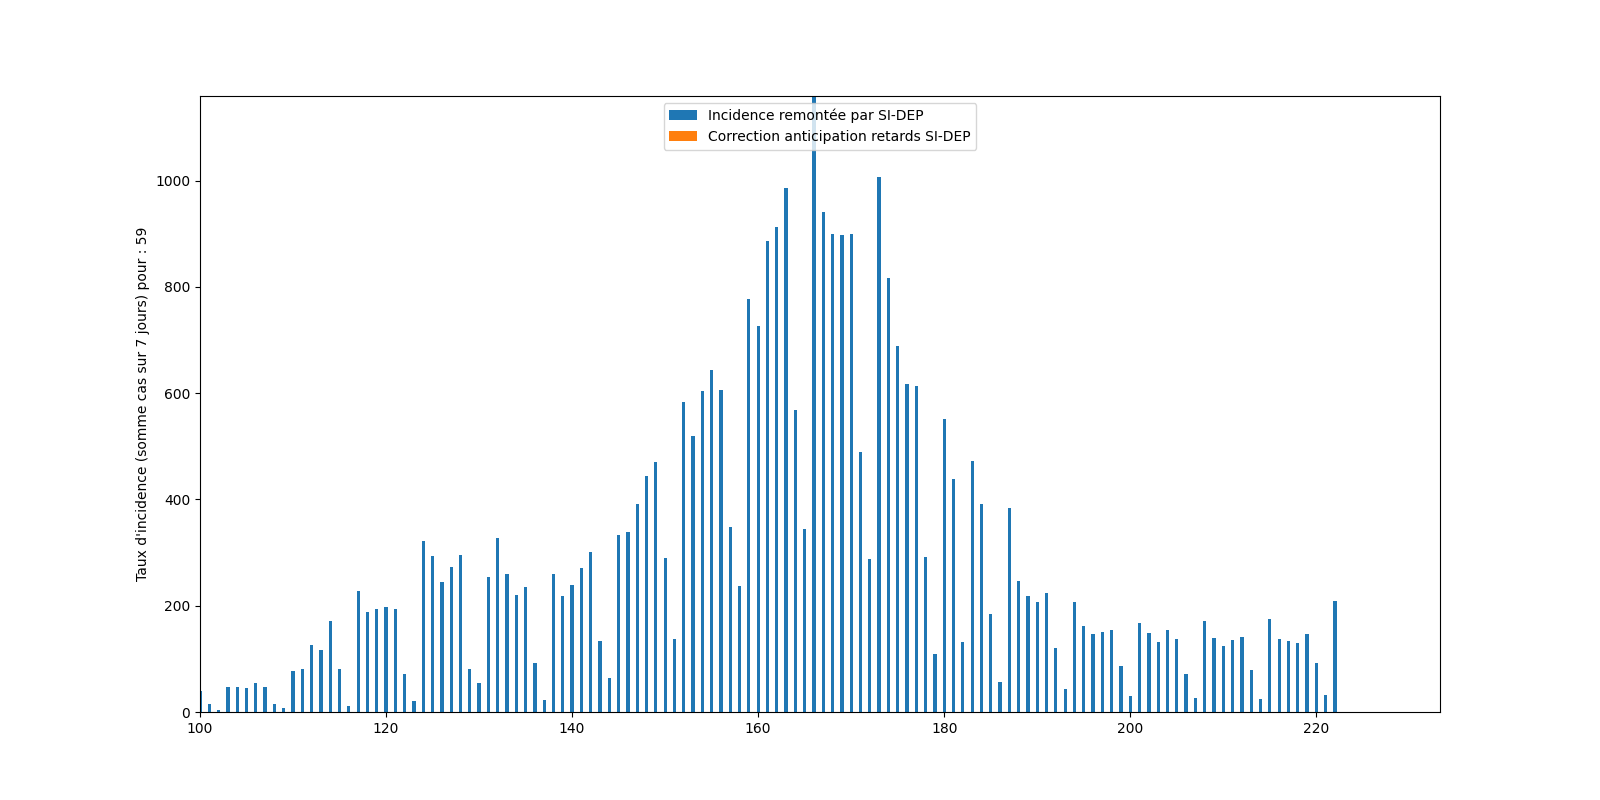 Incidence remontée par SI-DEP
Correction anticipation retards SI-DEP
Taux d'incidence (somme cas sur 7 jours) pour : 59
1000
800
600
400
200
0
100 120 140 160 180 200 220